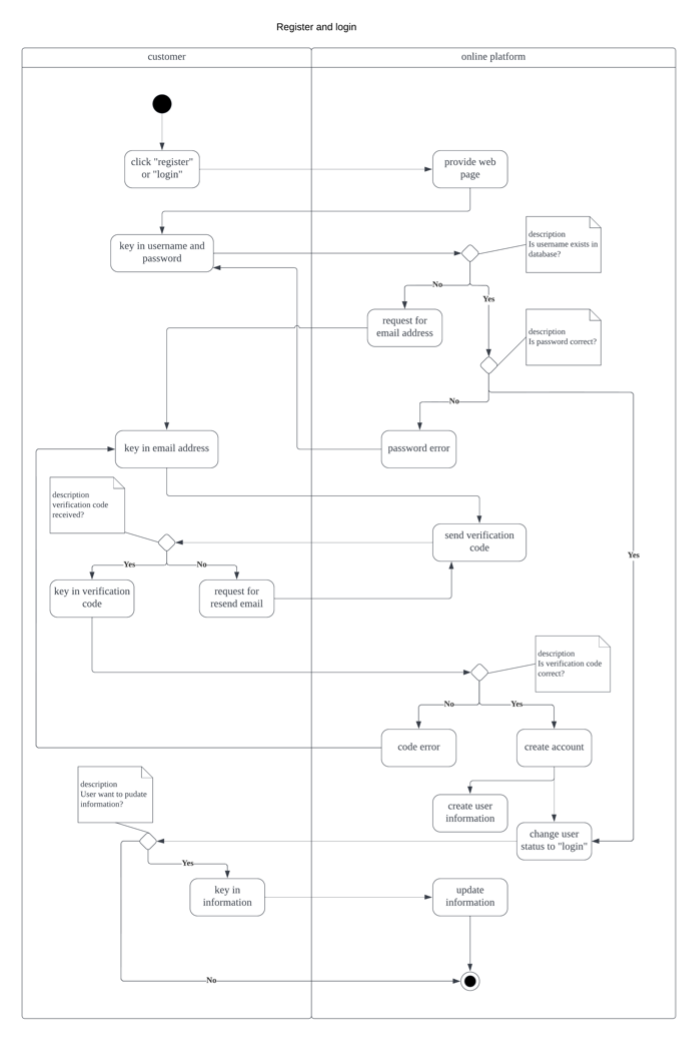 Register and login
customer
online platform
click "register"
or "login"
provide web
page
key in username and
password
description
Is username exists in
database?
No
Yes
request for
email address
description
Is password correct?
No
key in email address
password error
description
verification code
received?
send verification
code
Yes
Yes
No
key in verification
code
request for
resend email
description
Is verification code
correct?
No
Yes
code error
create account
description
User want to pudate
information?
create user
information
change user
status to "login"
Yes
key in
information
update
information
No